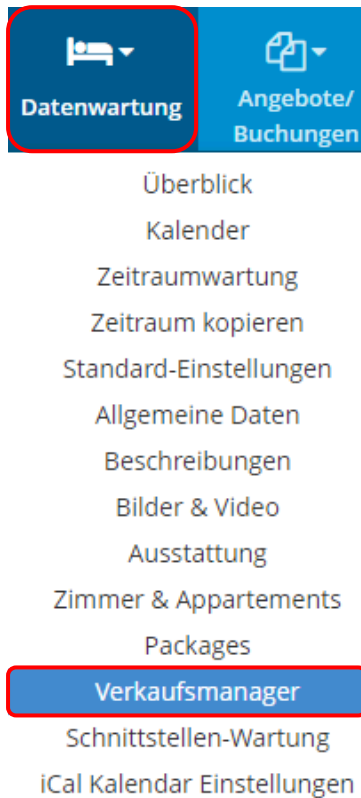 Datenwartung
Angebote/
Buchungen
Überblick
Kalender
Zeitraumwartung
Zeitraum kopieren
Standard-Einstellungen
Allgemeine Daten
Beschreibungen
Bilder & Video
Ausstattung
Zimmer & Appartements
Packages
Verkaufsmanager
Schnittstellen-Wartung
iCal Kalendar Einstellungen